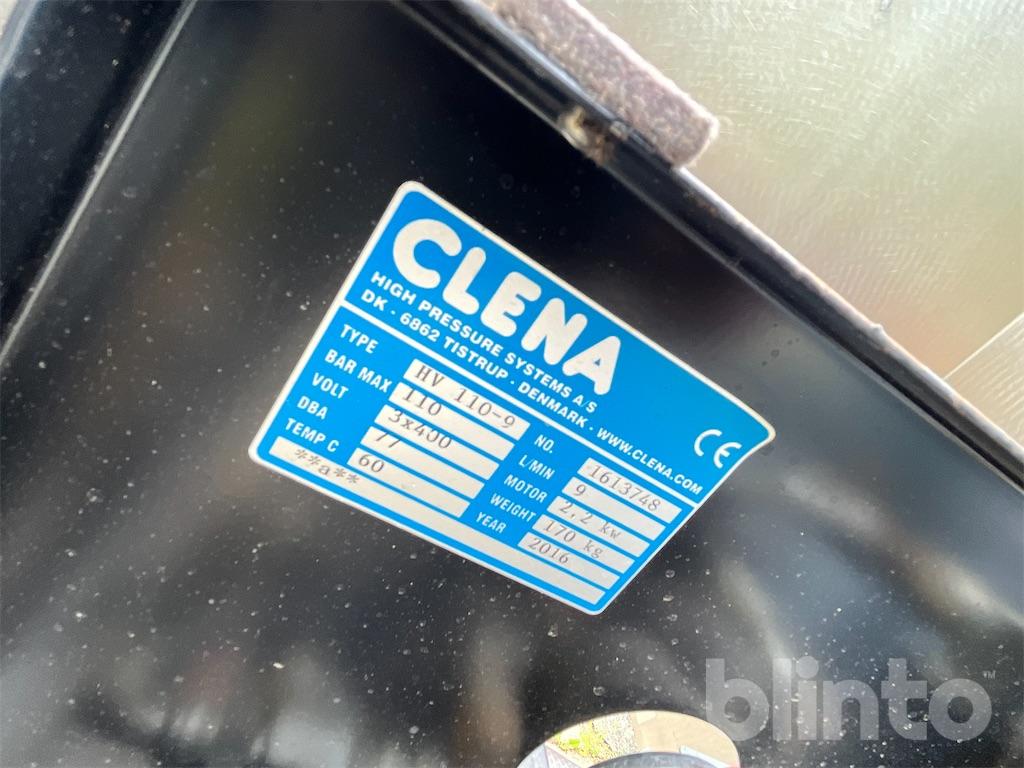 CLENA
HIGH PRESSURE SYSTEMS A/S
DK - 6862 TISTRUP - DENMARK - WWW.CLENA.COM
CE
TYPE HV 110-9 NO. 1613748
BAR MAX 110 L/MIN 9
VOLT 3x400 MOTOR 2,2 kw
DBA 77 WEIGHT 170 kg
TEMP C 60 YEAR 2016
**a**
blinto™